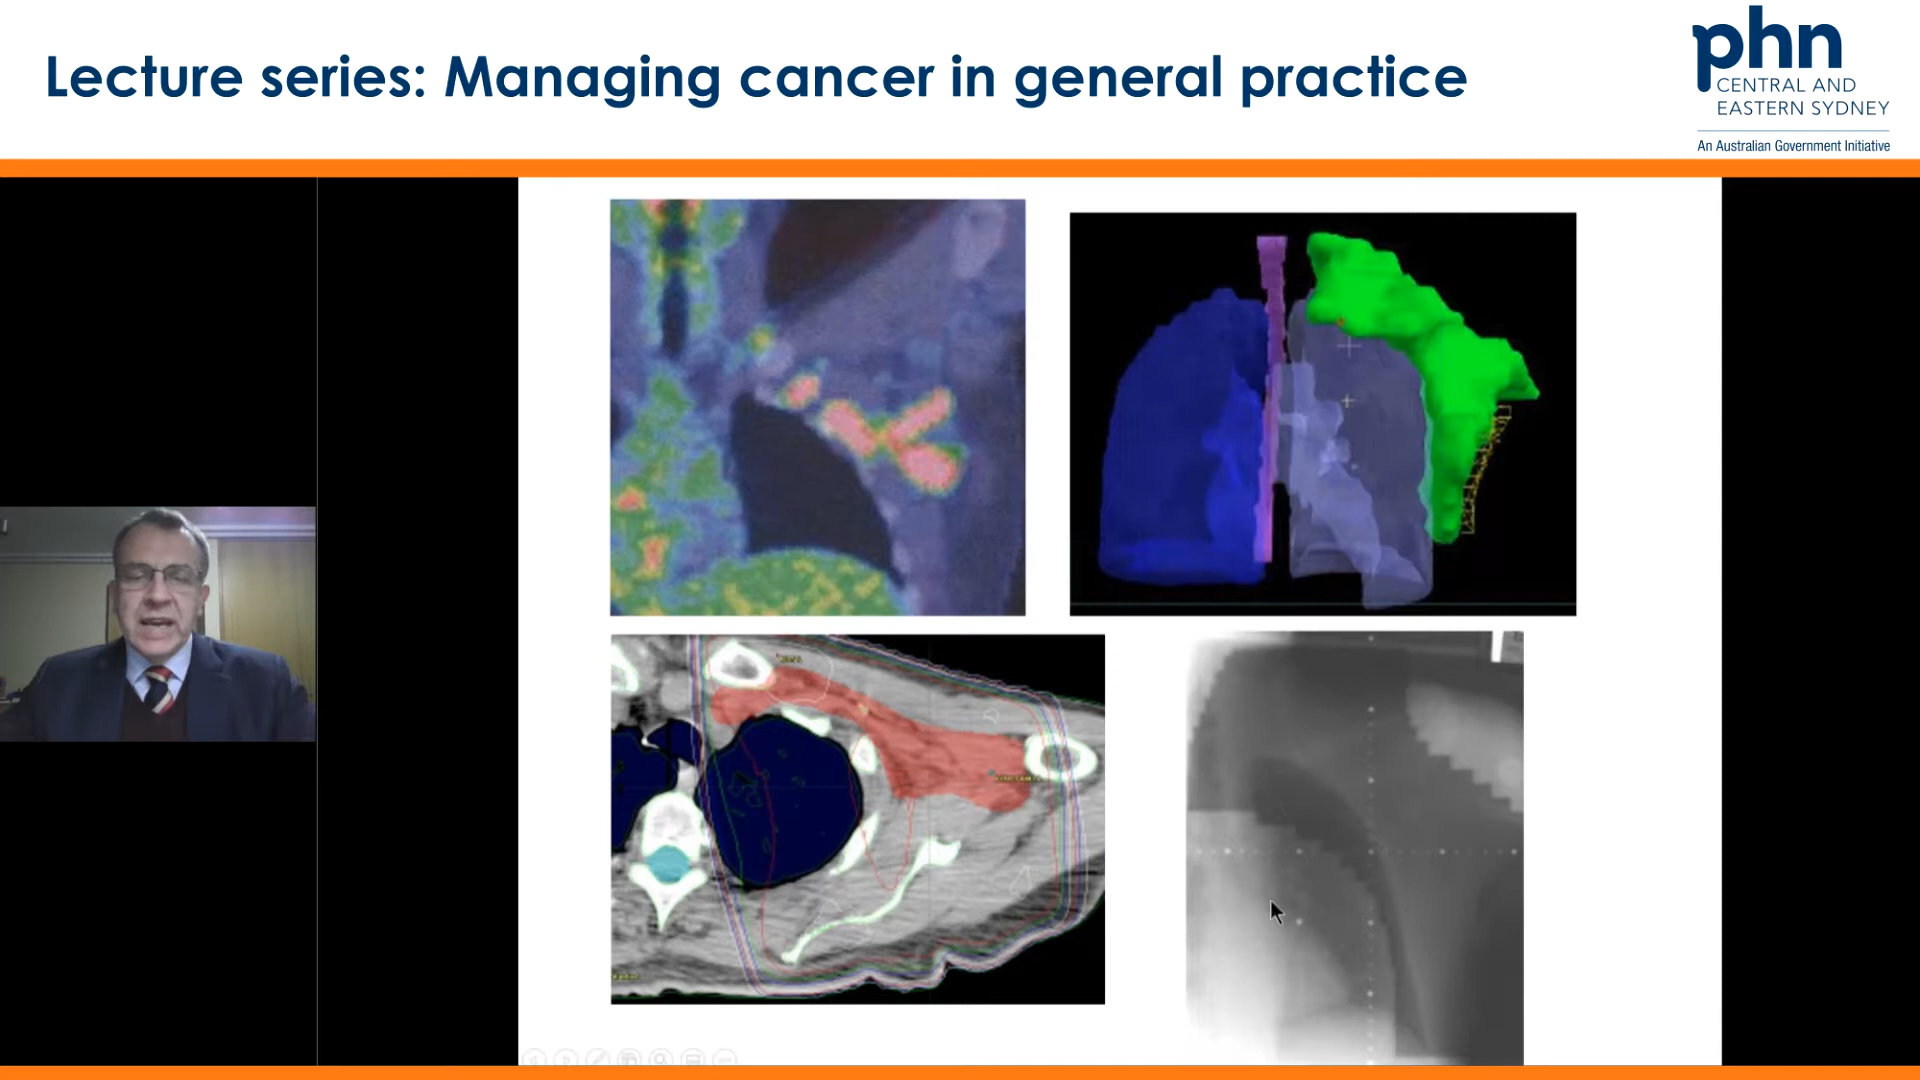 Lecture series: Managing cancer in general practice
phn
CENTRAL AND
EASTERN SYDNEY
An Australian Government Initiative